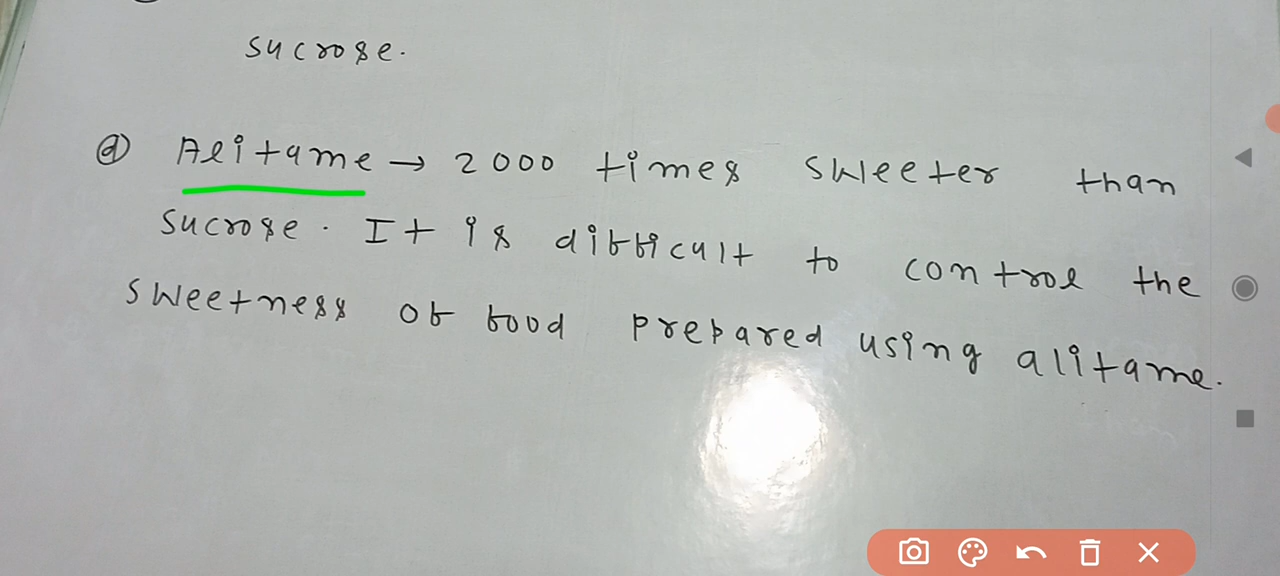 sucrose.
ⓓ Alitame → 2000 times sweeter than
sucrose. It is difficult to control the
sweetness of food prepared using alitame.